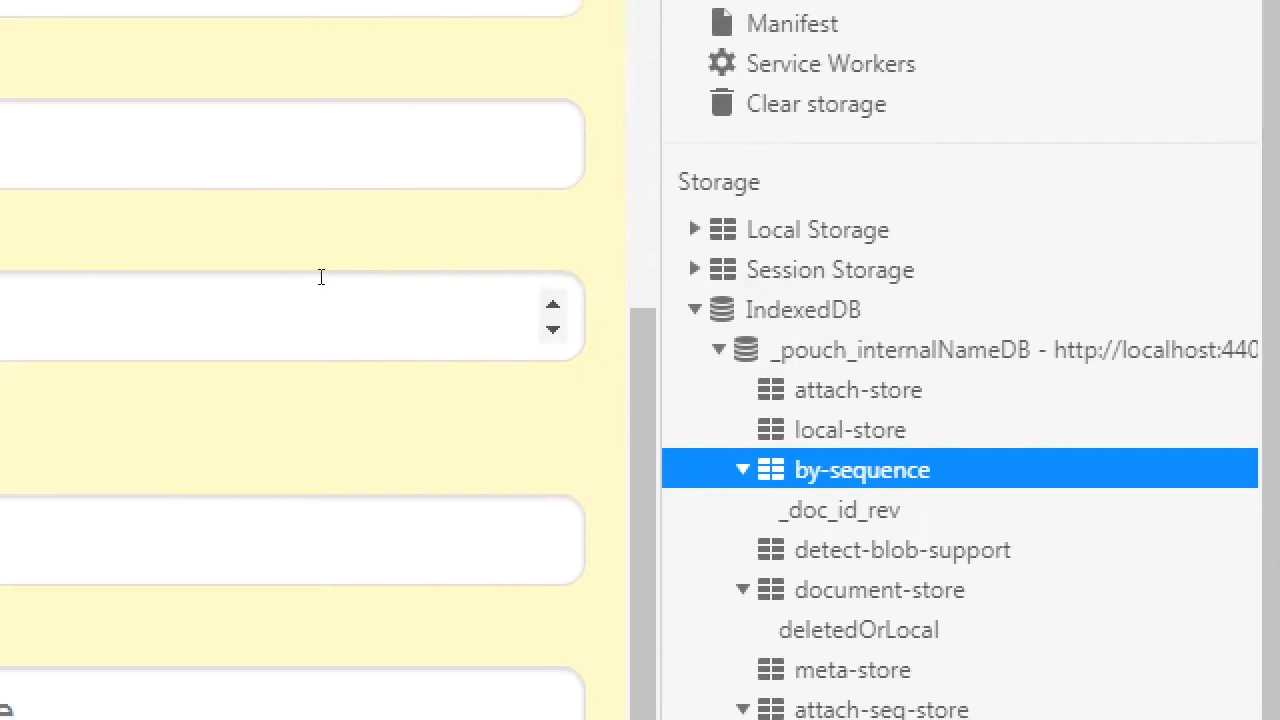 Manifest
Service Workers
Clear storage
Storage
Local Storage
Session Storage
IndexedDB
_pouch_internalNameDB - http://localhost:440
attach-store
local-store
by-sequence
_doc_id_rev
detect-blob-support
document-store
deletedOrLocal
meta-store
attach-seq-store